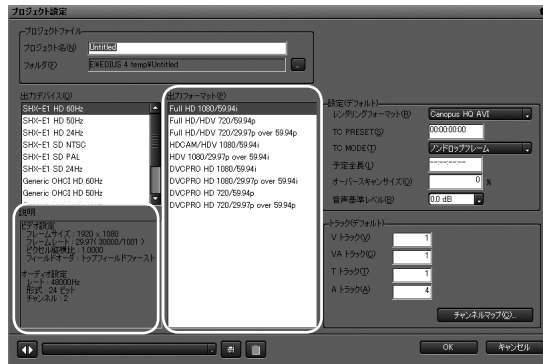 プロジェクト設定
プロジェクトファイル
プロジェクト名(N) Untitled
フォルダ(F) E:¥EDIUS 4 temp¥Untitled
出力デバイス(O)
SHX-E1 HD 60Hz
SHX-E1 HD 50Hz
SHX-E1 HD 24Hz
SHX-E1 SD NTSC
SHX-E1 SD PAL
SHX-E1 SD 24Hz
Generic OHCI HD 60Hz
Generic OHCI HD 50Hz
説明
ビデオ設定
フレームサイズ : 1920 x 1080
フレームレート : 29.97 ( 30000/1001 )
ピクセル縦横比 : 1.0000
フィールドオーダ : トップフィールドファースト
オーディオ設定
レート : 48000Hz
形式 : 24 ビット
チャンネル : 2
出力フォーマット(P)
Full HD 1080/59.94i
Full HD/HDV 720/59.94p
Full HD/HDV 720/29.97p over 59.94p
HDCAM/HDV 1080/59.94i
HDV 1080/29.97p over 59.94i
DVCPRO HD 1080/59.94i
DVCPRO HD 1080/29.97p over 59.94i
DVCPRO HD 720/59.94p
DVCPRO HD 720/29.97p over 59.94p
設定(デフォルト)
レンダリングフォーマット(R) Canopus HQ AVI
TC PRESET(S) 00:00:00:00
TC MODE(T) ノンドロップフレーム
予定全長(L) --:--:--:--
オーバースキャンサイズ(O) 0 %
音声基準レベル(B) 0.0 dB
トラック(デフォルト)
V トラック(V) 1
VA トラック(C) 1
T トラック(T) 1
A トラック(A) 4
チャンネルマップ(C)...
OK キャンセル